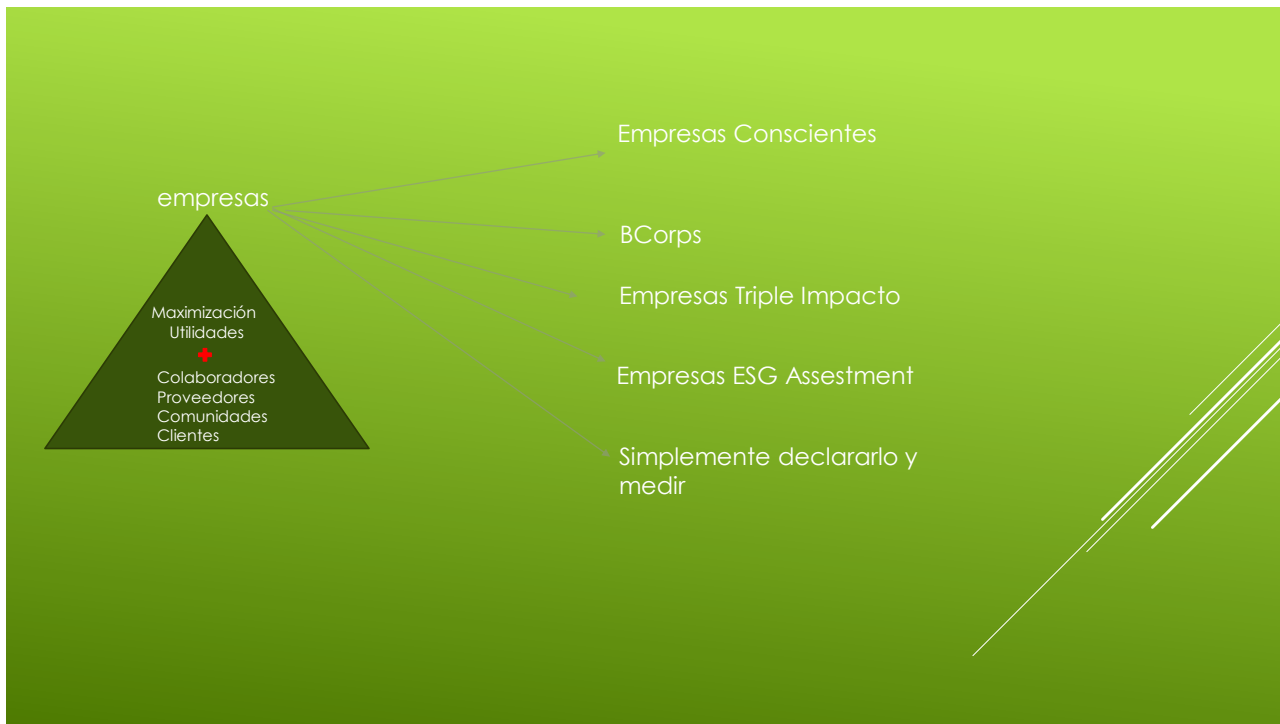 empresas
Maximización
Utilidades
Colaboradores
Proveedores
Comunidades
Clientes
Empresas Conscientes
BCorps
Empresas Triple Impacto
Empresas ESG Assestment
Simplemente declararlo y
medir